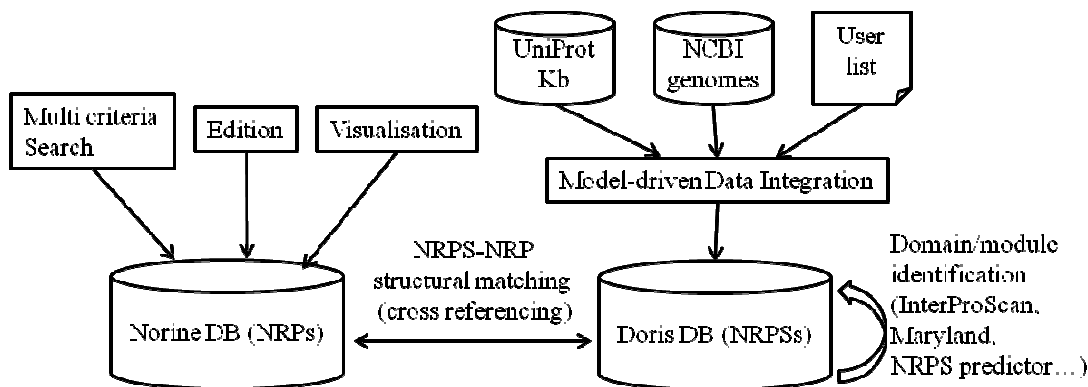 UniProt
Kb
NCBI
genomes
User
list
Multi criteria
Search
Edition
Visualisation
Model-driven Data Integration
NRPS-NRP
structural matching
(cross referencing)
Domain/module
identification
(InterProScan,
Maryland,
NRPS predictor…)
Norine DB (NRPs)
Doris DB (NRPSs)